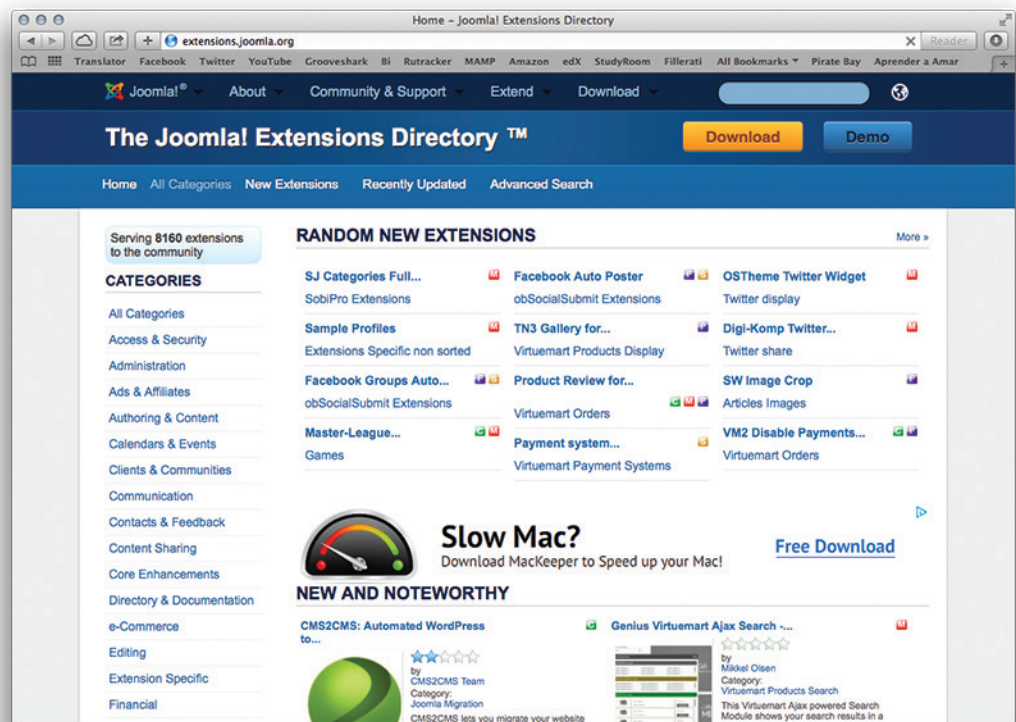 Home – Joomla! Extensions Directory
extensions.joomla.org
Reader
Translator Facebook Twitter YouTube Grooveshark Bi Rutracker MAMP Amazon edX StudyRoom Fillerati All Bookmarks Pirate Bay Aprender a Amar
Joomla!® About Community & Support Extend Download
The Joomla! Extensions Directory ™
Download
Demo
Home All Categories New Extensions Recently Updated Advanced Search
Serving 8160 extensions
to the community
CATEGORIES
All Categories
Access & Security
Administration
Ads & Affiliates
Authoring & Content
Calendars & Events
Clients & Communities
Communication
Contacts & Feedback
Content Sharing
Core Enhancements
Directory & Documentation
e-Commerce
Editing
Extension Specific
Financial
RANDOM NEW EXTENSIONS
More »
SJ Categories Full... M
SobiPro Extensions
Sample Profiles M
Extensions Specific non sorted
Facebook Groups Auto... P S
obSocialSubmit Extensions
Master-League... C M
Games
Facebook Auto Poster P S
obSocialSubmit Extensions
TN3 Gallery for... P
Virtuemart Products Display
Product Review for...
C M P
Virtuemart Orders
Payment system... S
Virtuemart Payment Systems
OSTheme Twitter Widget M
Twitter display
Digi-Komp Twitter... M
Twitter share
SW Image Crop P
Articles Images
VM2 Disable Payments... C P
Virtuemart Orders
Slow Mac?
Download MacKeeper to Speed up your Mac!
Free Download
NEW AND NOTEWORTHY
CMS2CMS: Automated WordPress C
to...
by
CMS2CMS Team
Category:
Joomla Migration
CMS2CMS lets you migrate your website
Genius Virtuemart Ajax Search -... M
by
Mikkel Olsen
Category:
Virtuemart Products Search
This Virtuemart Ajax powered Search
Module shows your search results in a